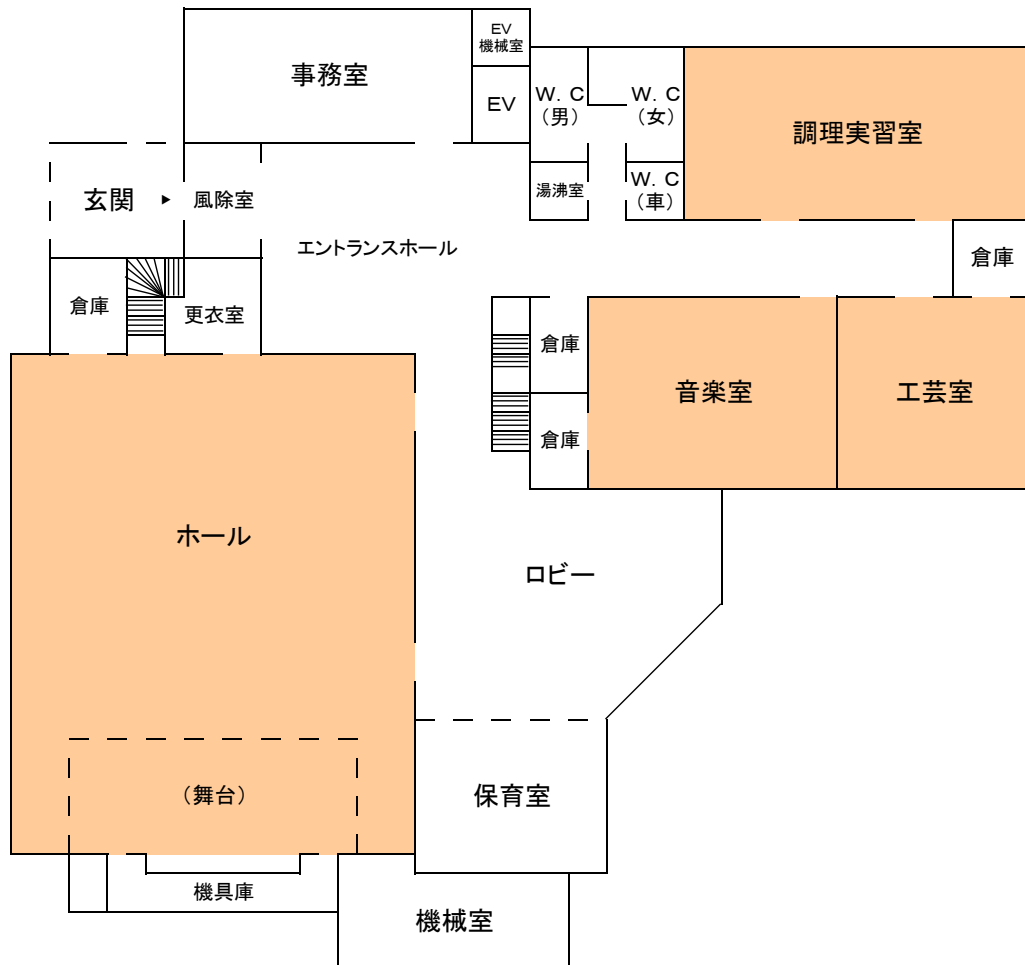 EV
機械室
事務室
EV
W. C
（男）
W. C
（女）
調理実習室
湯沸室
W. C
（車）
玄関
風除室
エントランスホール
倉庫
倉庫
更衣室
倉庫
音楽室
工芸室
倉庫
ホール
ロビー
（舞台）
保育室
機具庫
機械室